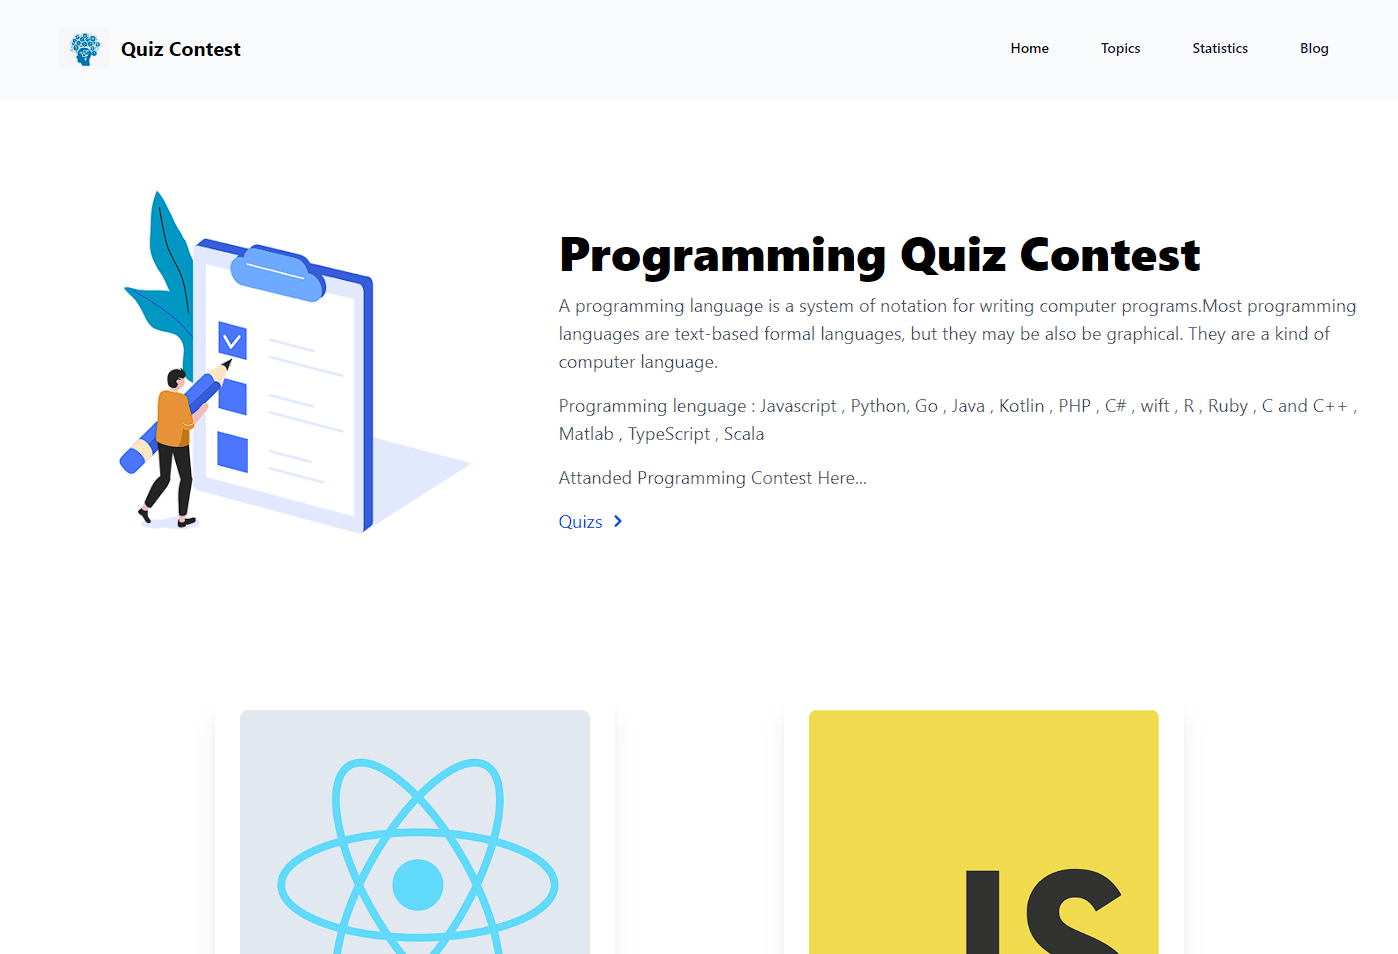 Quiz Contest
Home Topics Statistics Blog
Programming Quiz Contest
A programming language is a system of notation for writing computer programs.Most programming
languages are text-based formal languages, but they may be also be graphical. They are a kind of
computer language.
Programming lenguage : Javascript , Python, Go , Java , Kotlin , PHP , C# , wift , R , Ruby , C and C++ ,
Matlab , TypeScript , Scala
Attanded Programming Contest Here...
Quizs
JS